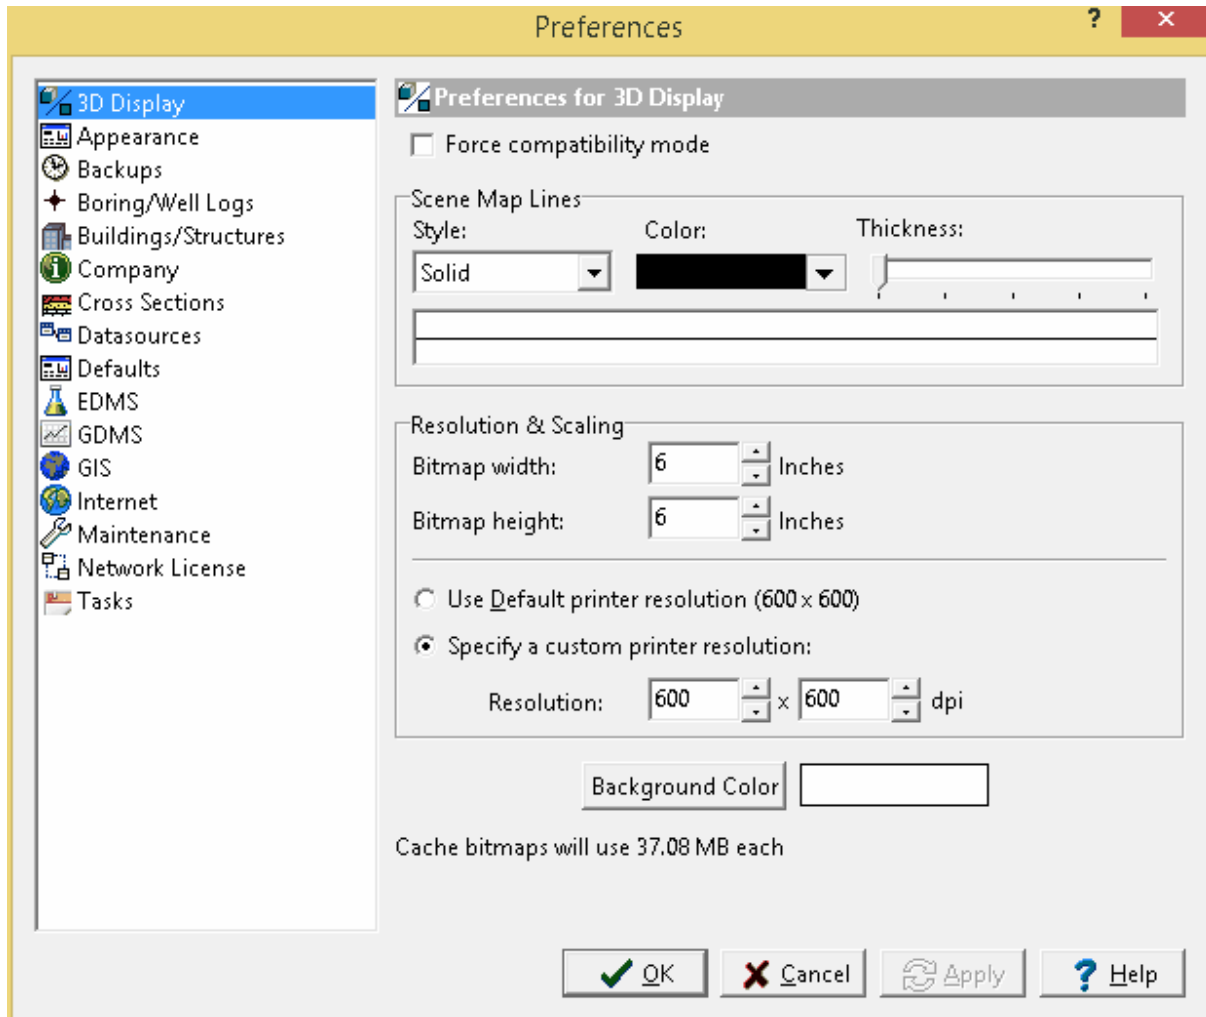 Preferences
?
3D Display
Appearance
Backups
Boring/Well Logs
Buildings/Structures
Company
Cross Sections
Datasources
Defaults
EDMS
GDMS
GIS
Internet
Maintenance
Network License
Tasks
Preferences for 3D Display
Force compatibility mode
Scene Map Lines
Style: Color: Thickness:
Solid
Resolution & Scaling
Bitmap width: 6 Inches
Bitmap height: 6 Inches
Use Default printer resolution (600 x 600)
Specify a custom printer resolution:
Resolution: 600 x 600 dpi
Background Color
Cache bitmaps will use 37.08 MB each
OK Cancel Apply Help